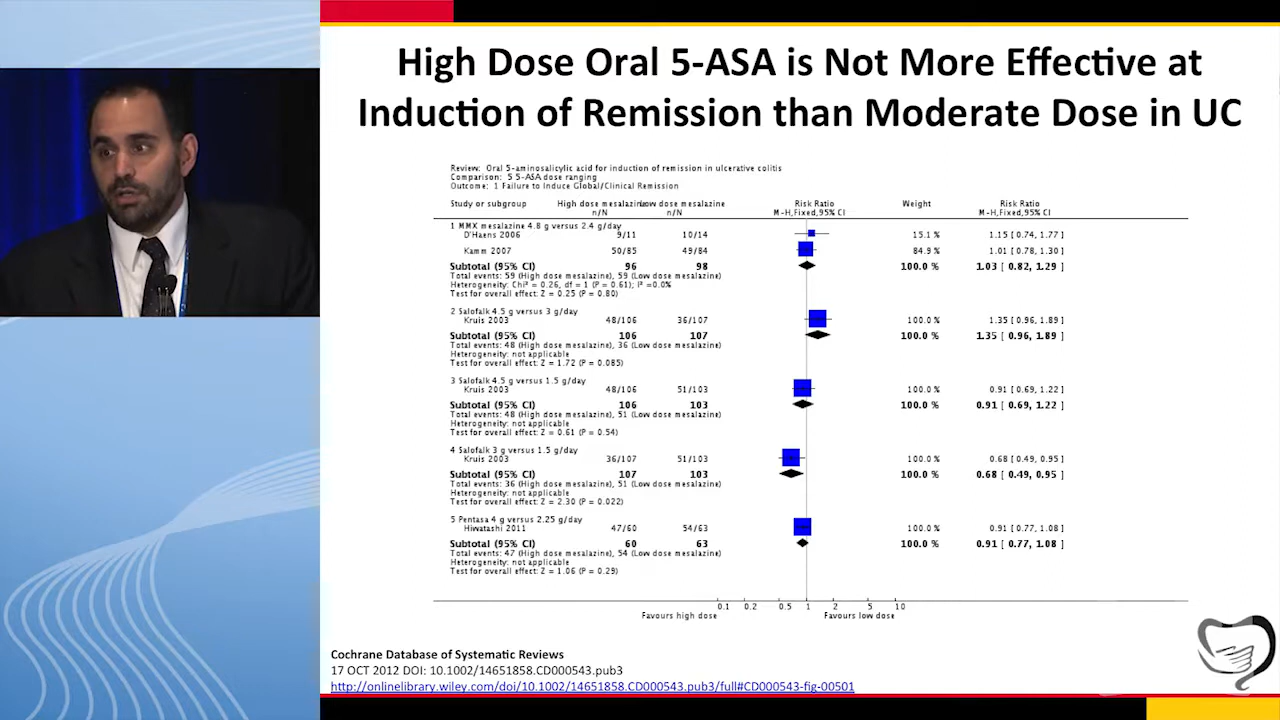 High Dose Oral 5-ASA is Not More Effective at
Induction of Remission than Moderate Dose in UC
Review: Oral 5-aminosalicylic acid for induction of remission in ulcerative colitis
Comparison: 5 5-ASA dose ranging
Outcome: 1 Failure to Induce Global/Clinical Remission
Study or subgroup High dose mesalazine Low dose mesalazine Risk Ratio Weight Risk Ratio
n/N n/N M-H,Fixed,95% CI M-H,Fixed,95% CI
1 MMX mesalazine 4.8 g versus 2.4 g/day
D'Haens 2006 9/11 10/14 15.1 % 1.15 [ 0.74, 1.77 ]
Kamm 2007 50/85 49/84 84.9 % 1.01 [ 0.78, 1.30 ]
Subtotal (95% CI) 96 98 100.0 % 1.03 [ 0.82, 1.29 ]
Total events: 59 (High dose mesalazine), 59 (Low dose mesalazine)
Heterogeneity: Chi² = 0.26, df = 1 (P = 0.61); I² =0.0%
Test for overall effect: Z = 0.25 (P = 0.80)
2 Salofalk 4.5 g versus 3 g/day
Kruis 2003 48/106 36/107 100.0 % 1.35 [ 0.96, 1.89 ]
Subtotal (95% CI) 106 107 100.0 % 1.35 [ 0.96, 1.89 ]
Total events: 48 (High dose mesalazine), 36 (Low dose mesalazine)
Heterogeneity: not applicable
Test for overall effect: Z = 1.72 (P = 0.085)
3 Salofalk 4.5 g versus 1.5 g/day
Kruis 2003 48/106 51/103 100.0 % 0.91 [ 0.69, 1.22 ]
Subtotal (95% CI) 106 103 100.0 % 0.91 [ 0.69, 1.22 ]
Total events: 48 (High dose mesalazine), 51 (Low dose mesalazine)
Heterogeneity: not applicable
Test for overall effect: Z = 0.61 (P = 0.54)
4 Salofalk 3 g versus 1.5 g/day
Kruis 2003 36/107 51/103 100.0 % 0.68 [ 0.49, 0.95 ]
Subtotal (95% CI) 107 103 100.0 % 0.68 [ 0.49, 0.95 ]
Total events: 36 (High dose mesalazine), 51 (Low dose mesalazine)
Heterogeneity: not applicable
Test for overall effect: Z = 2.30 (P = 0.022)
5 Pentasa 4 g versus 2.25 g/day
Hiwatashi 2011 47/60 54/63 100.0 % 0.91 [ 0.77, 1.08 ]
Subtotal (95% CI) 60 63 100.0 % 0.91 [ 0.77, 1.08 ]
Total events: 47 (High dose mesalazine), 54 (Low dose mesalazine)
Heterogeneity: not applicable
Test for overall effect: Z = 1.06 (P = 0.29)
0.1 0.2 0.5 1 2 5 10
Favours high dose Favours low dose
Cochrane Database of Systematic Reviews
17 OCT 2012 DOI: 10.1002/14651858.CD000543.pub3
http://onlinelibrary.wiley.com/doi/10.1002/14651858.CD000543.pub3/full#CD000543-fig-00501